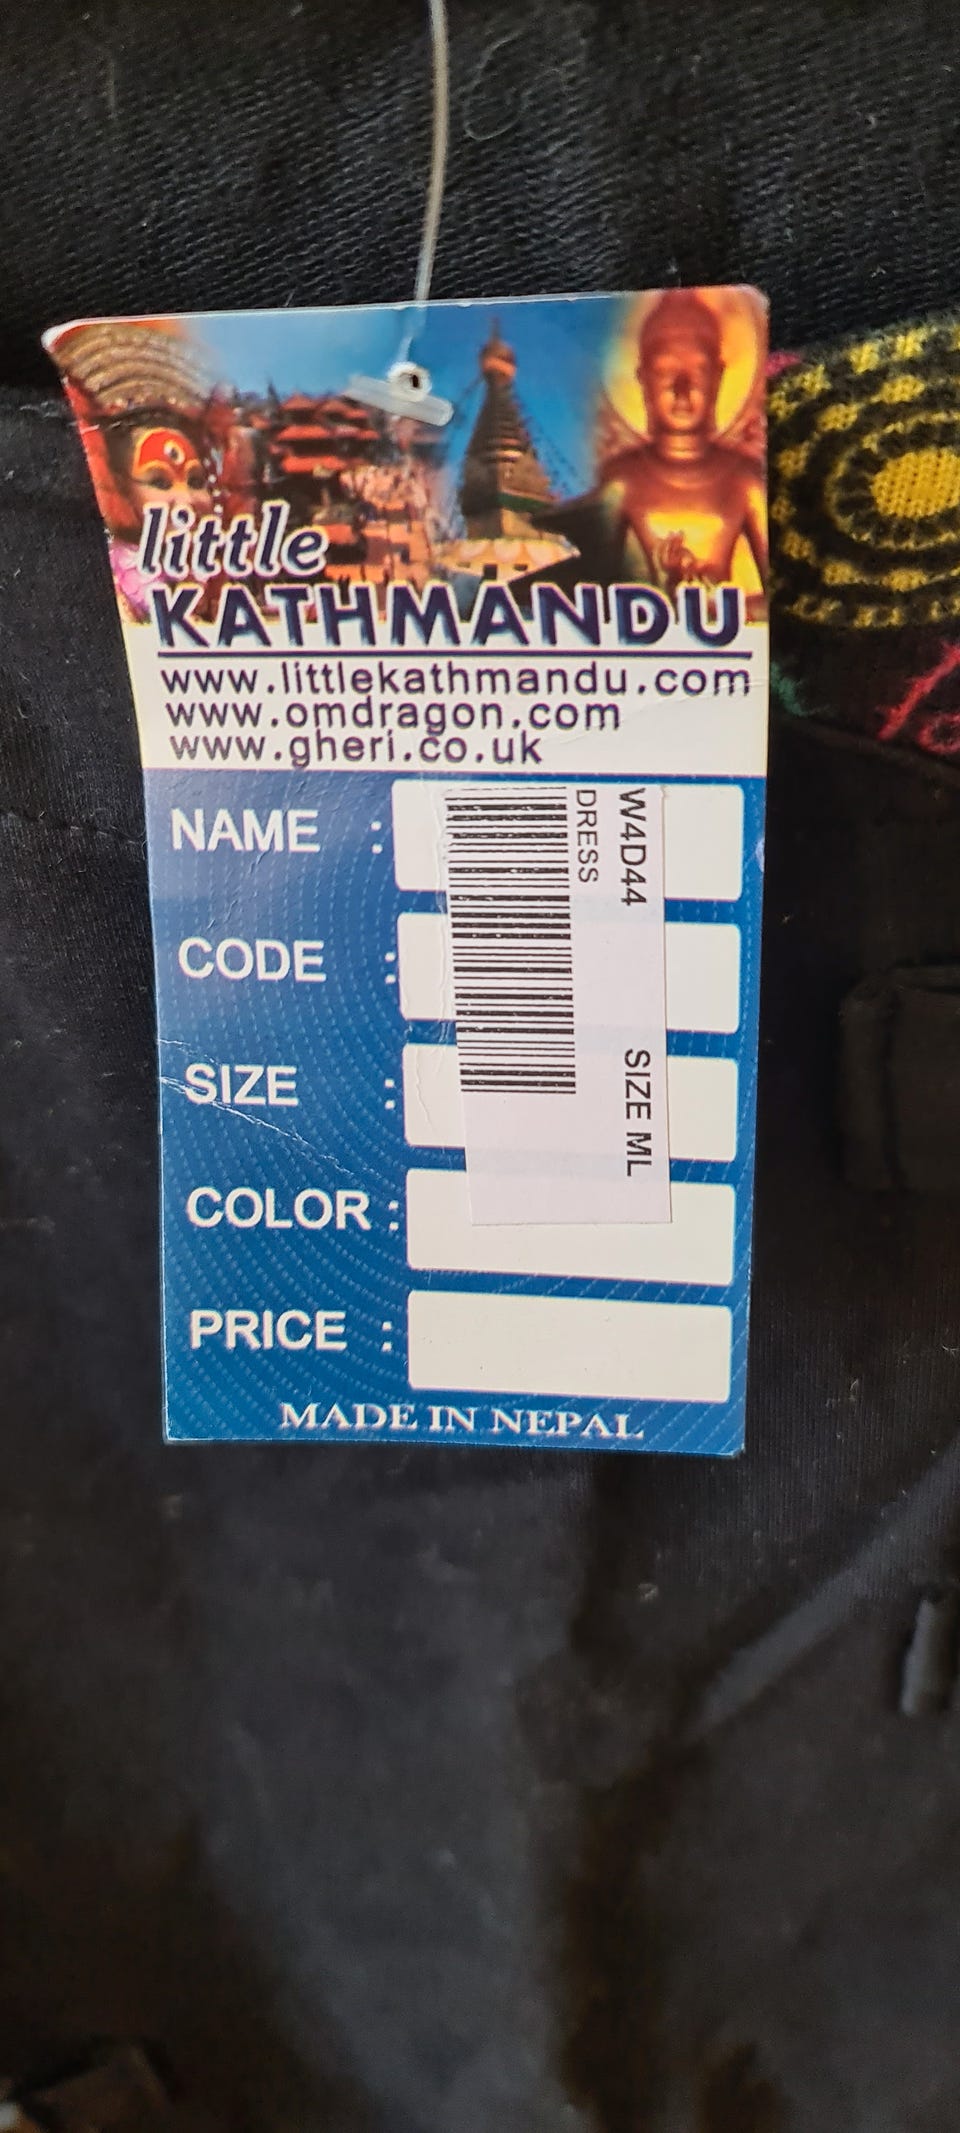 little
KATHMANDU
www.littlekathmandu.com
www.omdragon.com
www.gheri.co.uk
NAME :
CODE :
SIZE :
COLOR :
PRICE :
W4D44 SIZE ML
DRESS
MADE IN NEPAL